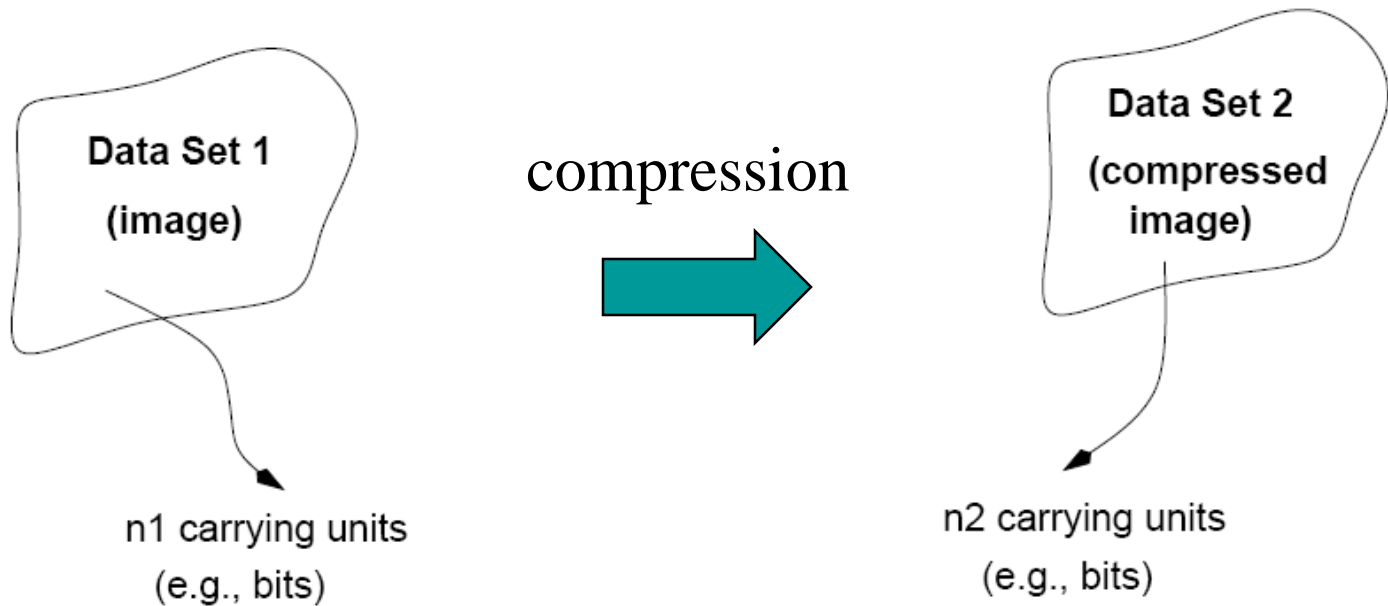 Data Set 1
(image)
n1 carrying units
(e.g., bits)
compression
Data Set 2
(compressed
image)
n2 carrying units
(e.g., bits)